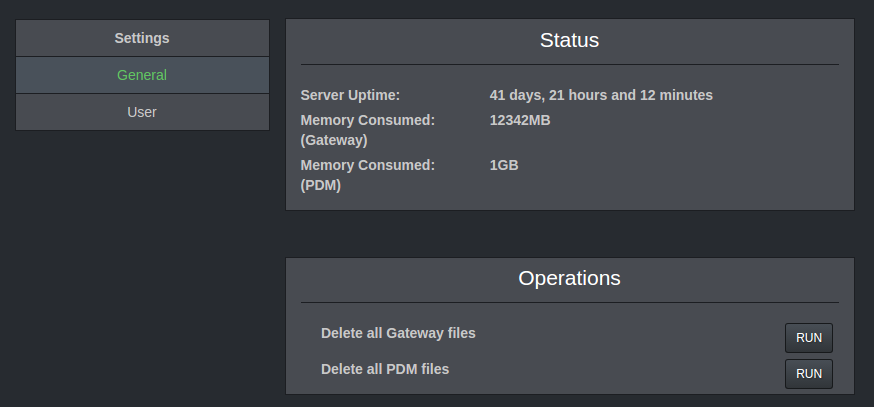 Settings
General
User
Status
Server Uptime: 41 days, 21 hours and 12 minutes
Memory Consumed: 12342MB
(Gateway)
Memory Consumed: 1GB
(PDM)
Operations
Delete all Gateway files RUN
Delete all PDM files RUN